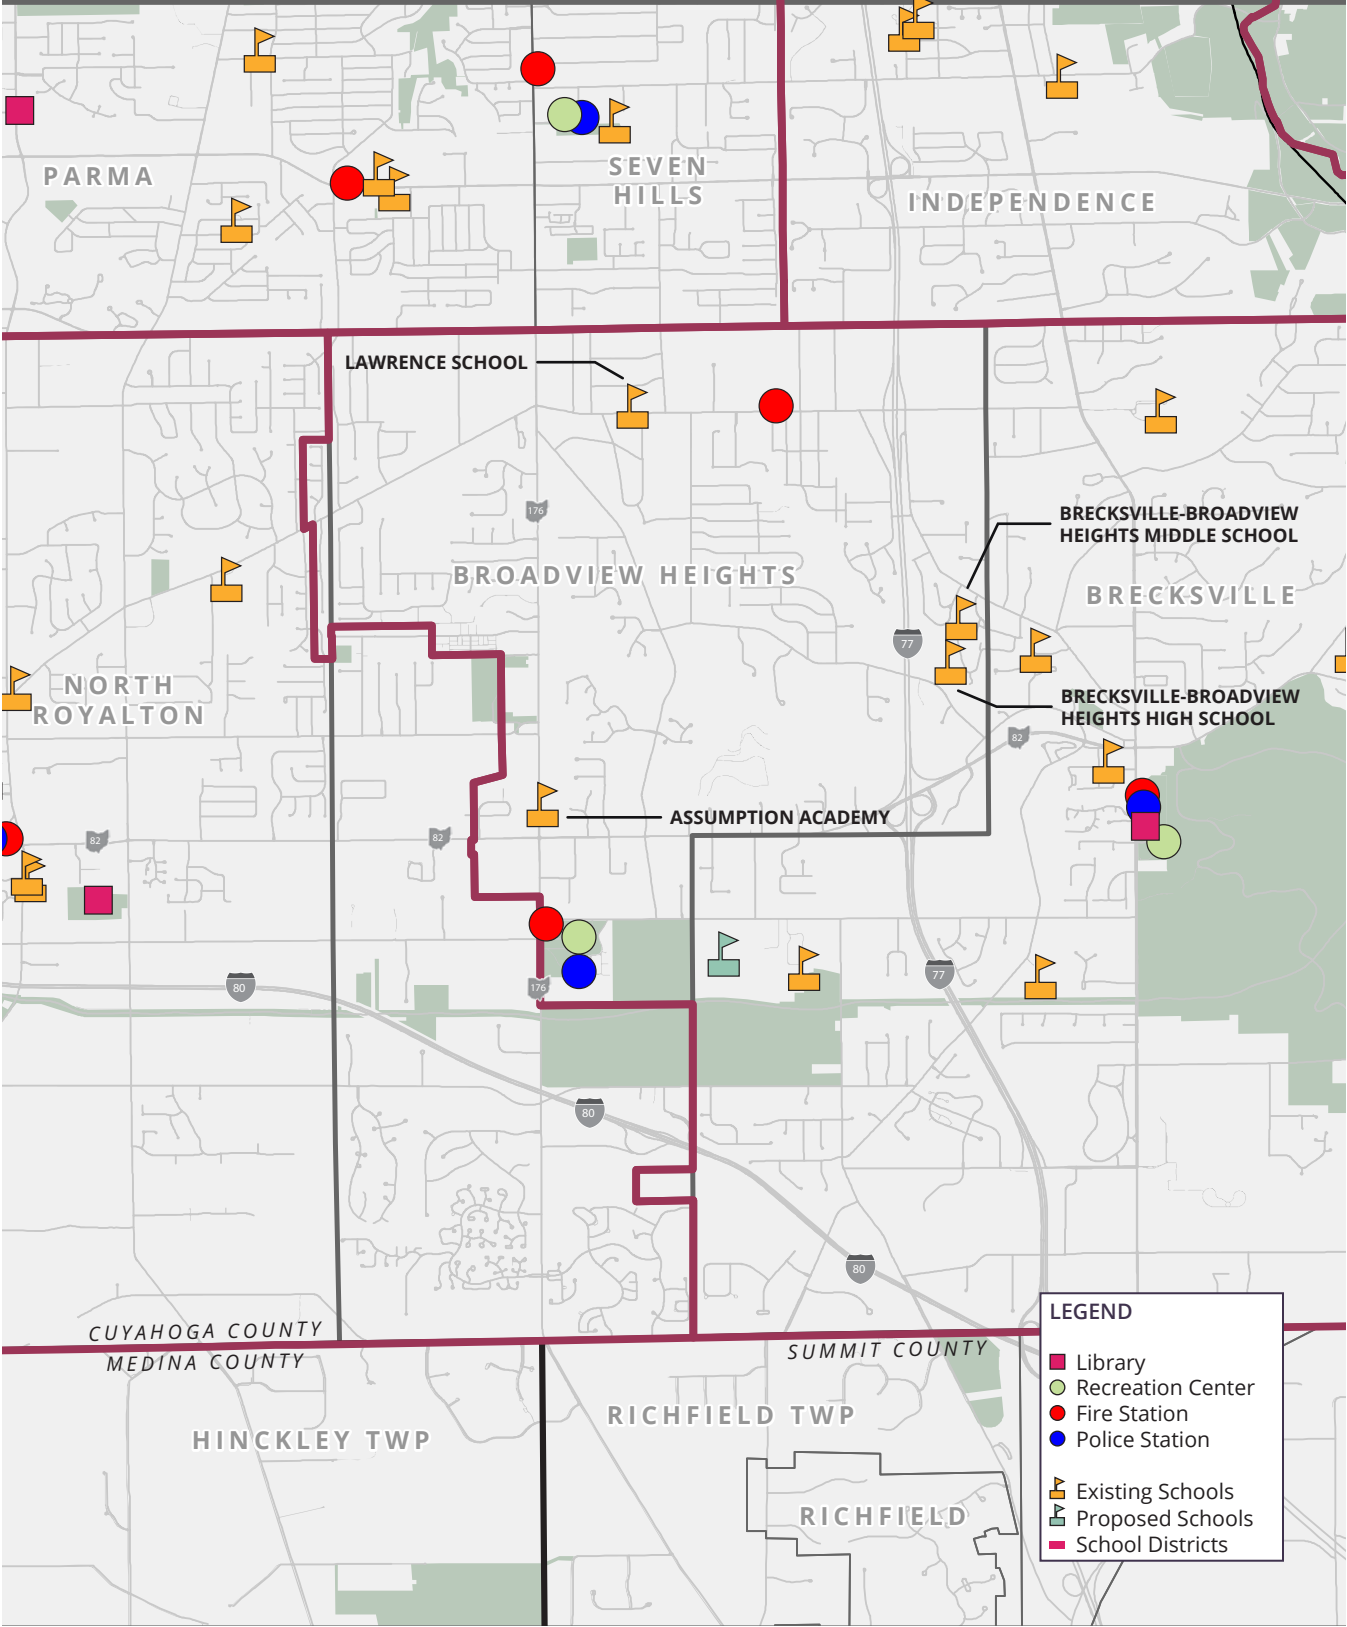 PARMA
SEVEN
HILLS
INDEPENDENCE
LAWRENCE SCHOOL
176
BRECKSVILLE-BROADVIEW
HEIGHTS MIDDLE SCHOOL
BROADVIEW HEIGHTS
BRECKSVILLE
77
NORTH
ROYALTON
BRECKSVILLE-BROADVIEW
HEIGHTS HIGH SCHOOL
82
ASSUMPTION ACADEMY
82
82
77
80
176
80
80
CUYAHOGA COUNTY
MEDINA COUNTY
SUMMIT COUNTY
HINCKLEY TWP
RICHFIELD TWP
RICHFIELD
LEGEND
Library
Recreation Center
Fire Station
Police Station
Existing Schools
Proposed Schools
School Districts